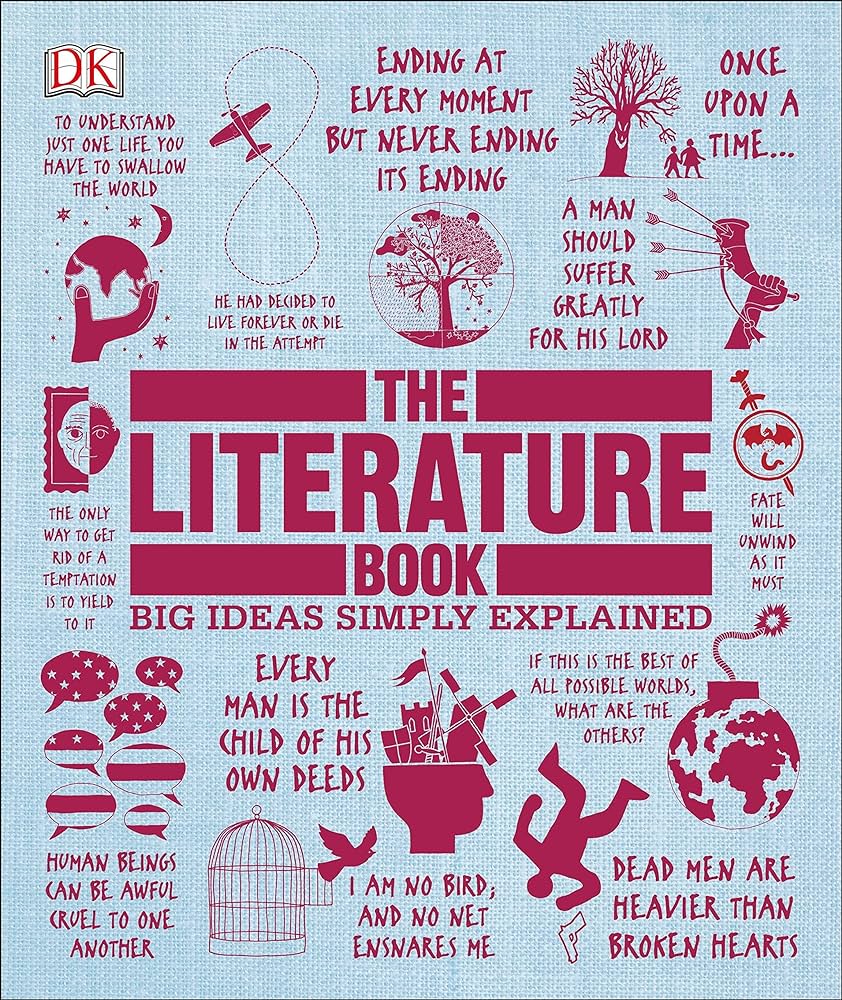 DK
TO UNDERSTAND
JUST ONE LIFE YOU
HAVE TO SWALLOW
THE WORLD
ENDING AT
EVERY MOMENT
BUT NEVER ENDING
ITS ENDING
ONCE
UPON A
TIME...
HE HAD DECIDED TO
LIVE FOREVER OR DIE
IN THE ATTEMPT
A MAN
SHOULD
SUFFER
GREATLY
FOR HIS LORD
THE
LITERATURE
BOOK
BIG IDEAS SIMPLY EXPLAINED
THE ONLY
WAY TO GET
RID OF A
TEMPTATION
IS TO YIELD
TO IT
FATE
WILL
UNWIND
AS IT
MUST
EVERY
MAN IS THE
CHILD OF HIS
OWN DEEDS
IF THIS IS THE BEST OF
ALL POSSIBLE WORLDS,
WHAT ARE THE
OTHERS?
HUMAN BEINGS
CAN BE AWFUL
CRUEL TO ONE
ANOTHER
I AM NO BIRD;
AND NO NET
ENSNARES ME
DEAD MEN ARE
HEAVIER THAN
BROKEN HEARTS